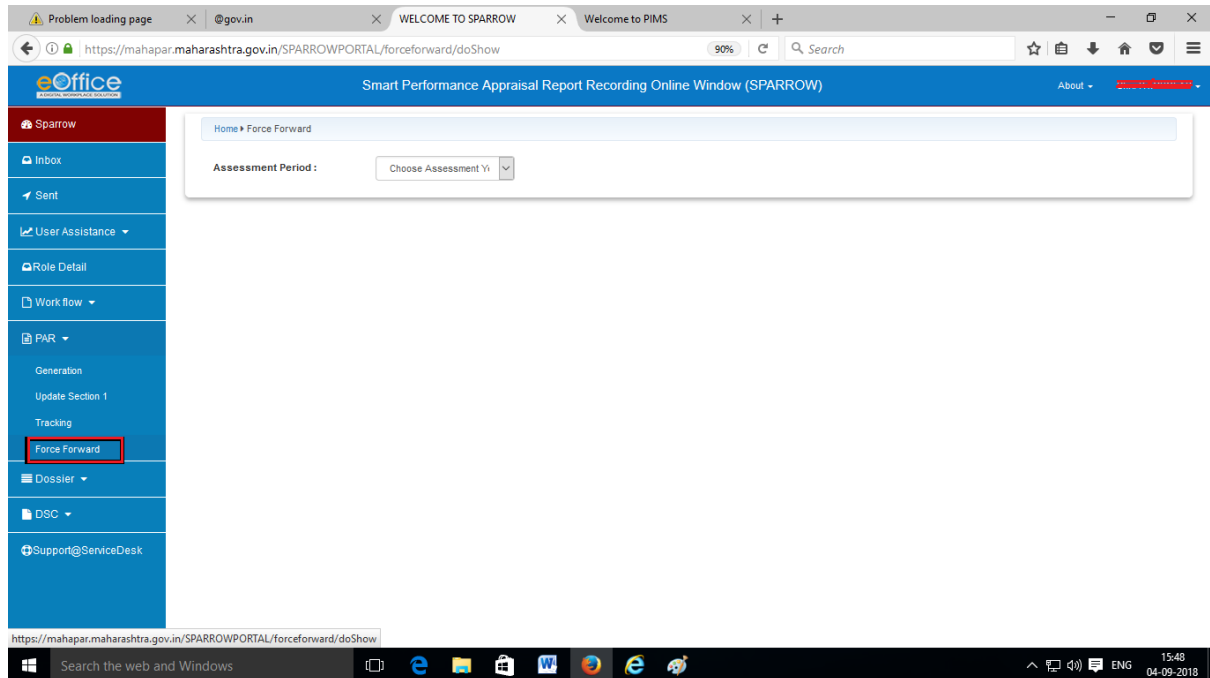 Problem loading page
@gov.in
WELCOME TO SPARROW
Welcome to PIMS
https://mahapar.maharashtra.gov.in/SPARROWPORTAL/forceforward/doShow
90%
Search
eOffice
A DIGITAL WORKPLACE SOLUTION
Smart Performance Appraisal Report Recording Online Window (SPARROW)
About
Sparrow
Home Force Forward
Inbox
Assessment Period :
Choose Assessment Y
Sent
User Assistance
Role Detail
Work flow
PAR
Generation
Update Section 1
Tracking
Force Forward
Dossier
DSC
Support@ServiceDesk
https://mahapar.maharashtra.gov.in/SPARROWPORTAL/forceforward/doShow
Search the web and Windows
ENG
15:48
04-09-2018